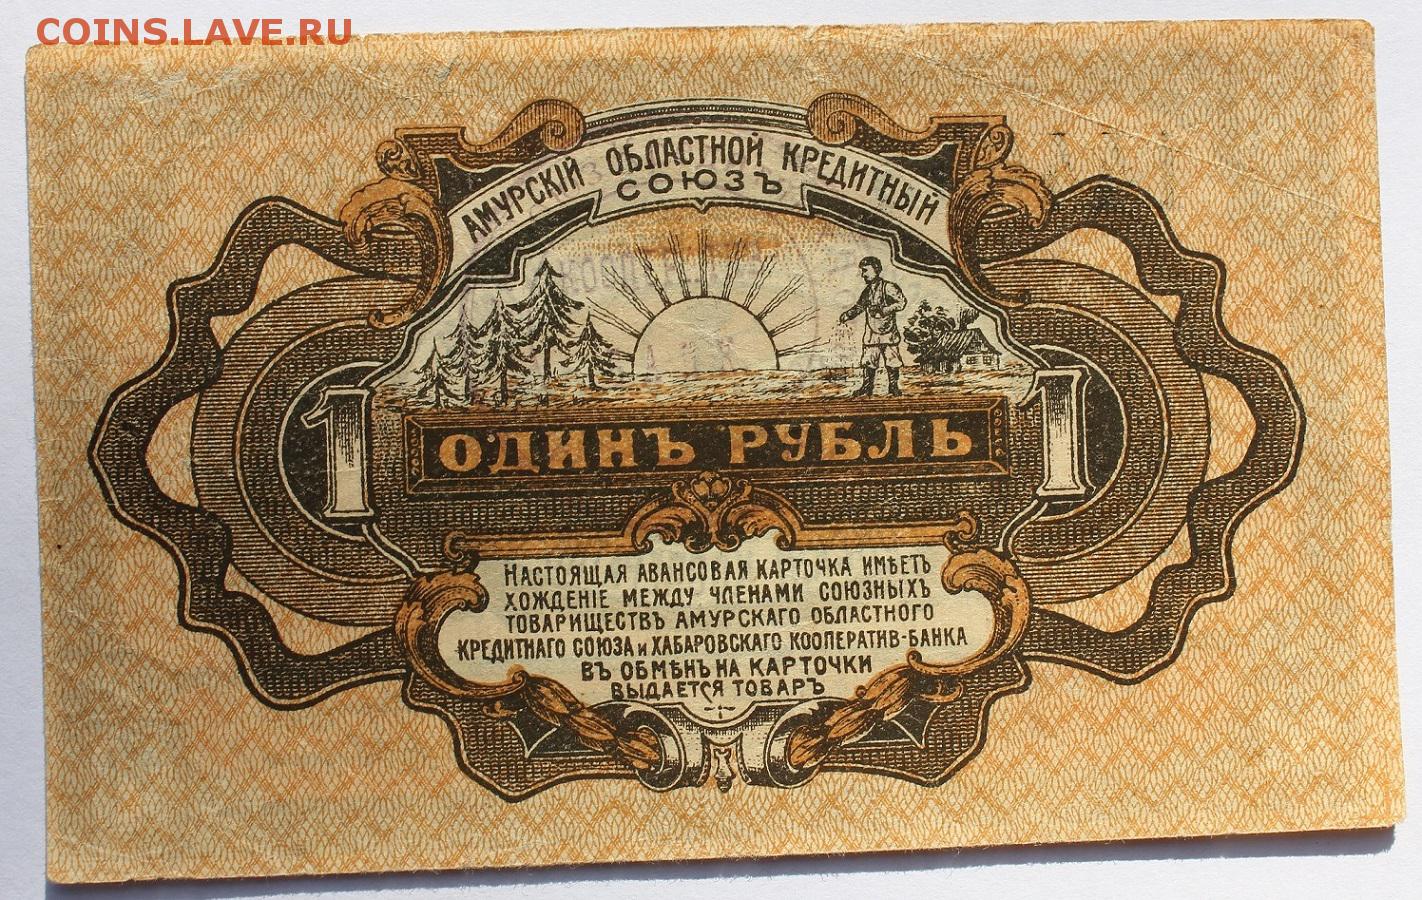 COINS.LAVE.RU
АМУРСКІЙ ОБЛАСТНОЙ КРЕДИТНЫЙ
СОЮЗЪ
ОДИНЪ РУБЛЬ
1 1
НАСТОЯЩАЯ АВАНСОВАЯ КАРТОЧКА ИМѢЕТЪ
ХОЖДЕНІЕ МЕЖДУ ЧЛЕНАМИ СОЮЗНЫХЪ
ТОВАРИЩЕСТВЪ АМУРСКАГО ОБЛАСТНОГО
КРЕДИТНАГО СОЮЗА И ХАБАРОВСКАГО КООПЕРАТИВ-БАНКА
ВЪ ОБМѢНЪ НА КАРТОЧКИ
ВЫДАЕТСЯ ТОВАРЪ